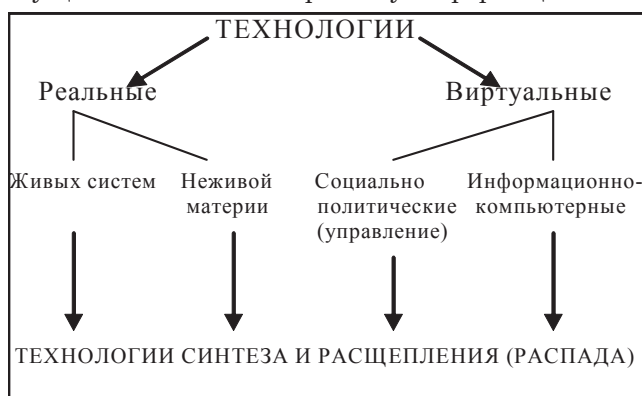 ТЕХНОЛОГИИ
Реальные
Виртуальные
Живых систем
Неживой
материи
Социально
политические
(управление)
Информационно-
компьютерные
ТЕХНОЛОГИИ СИНТЕЗА И РАСЩЕПЛЕНИЯ (РАСПАДА)